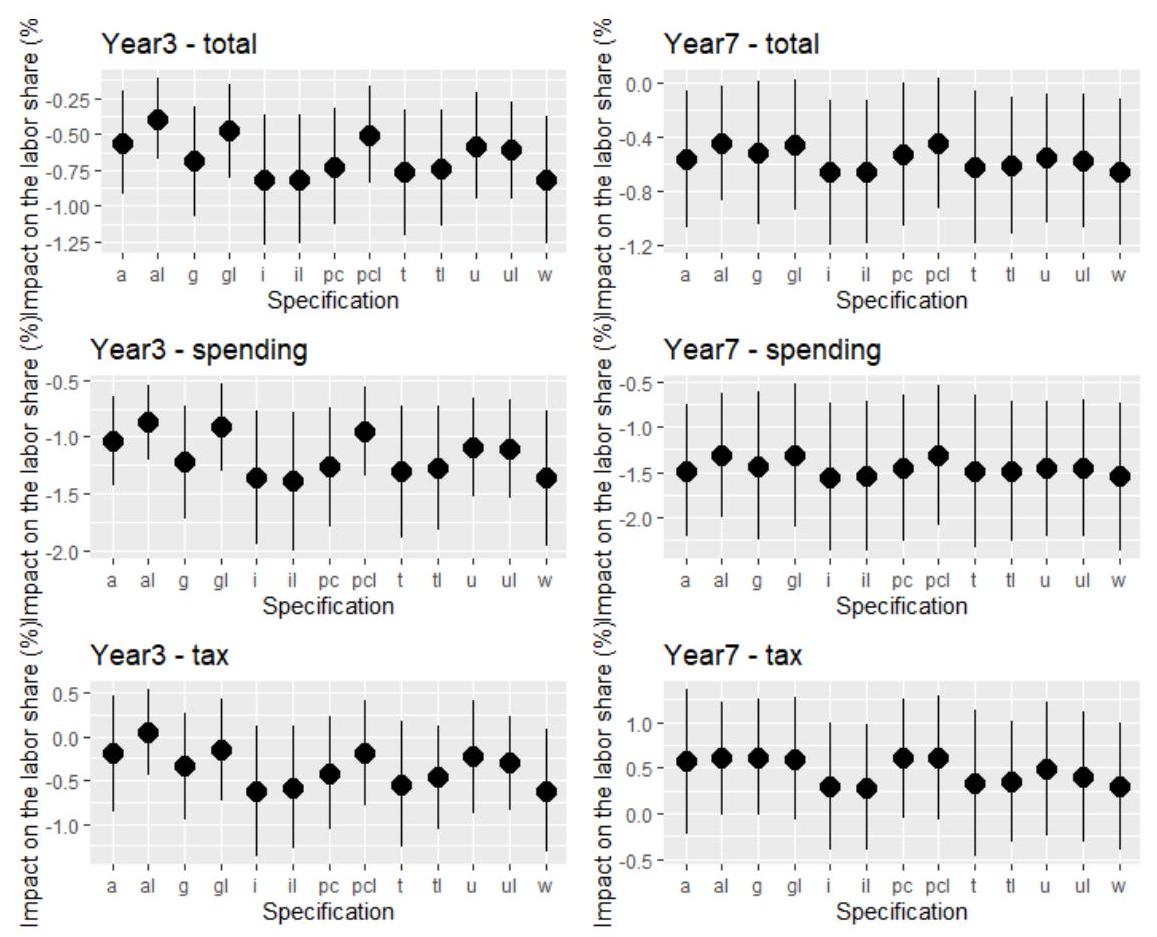 Year3 - total
Impact on the labor share (%
-0.25
-0.50
-0.75
-1.00
-1.25
a al g gl i il pc pcl t tl u ul w
Specification
Year7 - total
Impact on the labor share (%
0.0
-0.4
-0.8
-1.2
a al g gl i il pc pcl t tl u ul w
Specification
Year3 - spending
Impact on the labor share (%)
-0.5
-1.0
-1.5
-2.0
a al g gl i il pc pcl t tl u ul w
Specification
Year7 - spending
Impact on the labor share (%)
-0.5
-1.0
-1.5
-2.0
a al g gl i il pc pcl t tl u ul w
Specification
Year3 - tax
Impact on the labor share (%)
0.5
0.0
-0.5
-1.0
a al g gl i il pc pcl t tl u ul w
Specification
Year7 - tax
Impact on the labor share (%)
1.0
0.5
0.0
-0.5
a al g gl i il pc pcl t tl u ul w
Specification